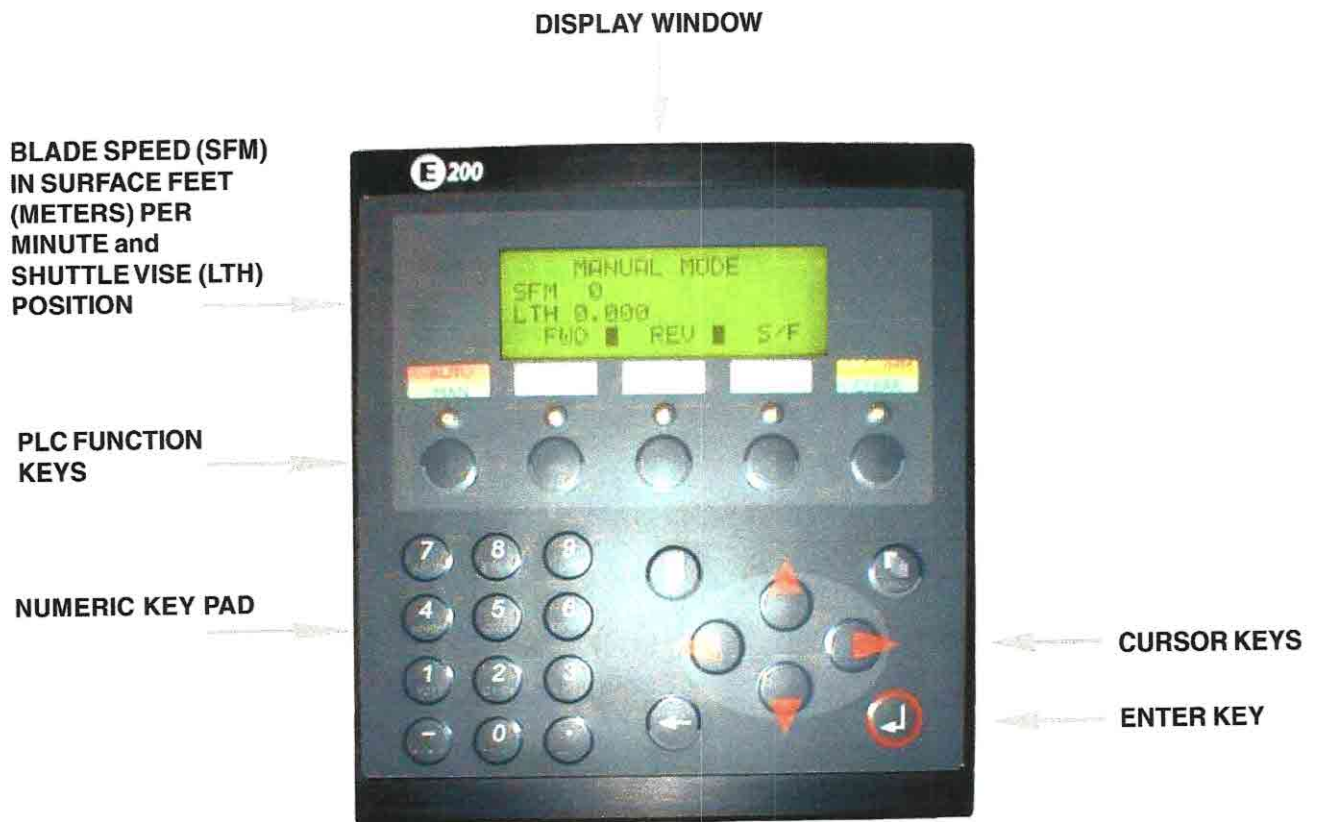 DISPLAY WINDOW
BLADE SPEED (SFM)
IN SURFACE FEET
(METERS) PER
MINUTE and
SHUTTLE VISE (LTH)
POSITION
E 200
MANUAL MODE
SFM 0
LTH 0.000
FWD REV S/F
AUTO
MAN
PLC FUNCTION
KEYS
7 8 9
4 5 6
1 2 3
- 0 .
NUMERIC KEY PAD
CURSOR KEYS
ENTER KEY